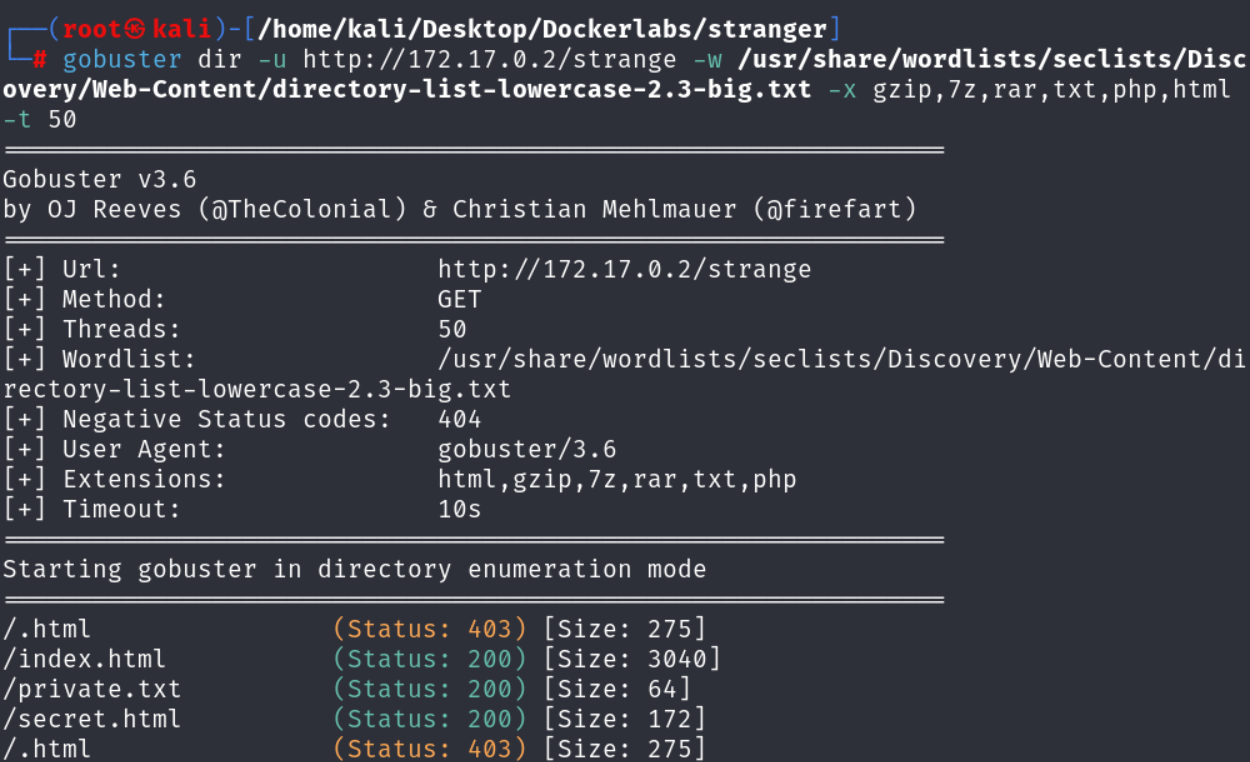 ┌──(root㉿kali)-[/home/kali/Desktop/Dockerlabs/stranger]
└─# gobuster dir -u http://172.17.0.2/strange -w /usr/share/wordlists/seclists/Disc
overy/Web-Content/directory-list-lowercase-2.3-big.txt -x gzip,7z,rar,txt,php,html
-t 50
===============================================================
Gobuster v3.6
by OJ Reeves (@TheColonial) & Christian Mehlmauer (@firefart)
===============================================================
[+] Url:                     http://172.17.0.2/strange
[+] Method:                  GET
[+] Threads:                 50
[+] Wordlist:                /usr/share/wordlists/seclists/Discovery/Web-Content/di
rectory-list-lowercase-2.3-big.txt
[+] Negative Status codes:   404
[+] User Agent:              gobuster/3.6
[+] Extensions:              html,gzip,7z,rar,txt,php
[+] Timeout:                 10s
===============================================================
Starting gobuster in directory enumeration mode
===============================================================
/.html                (Status: 403) [Size: 275]
/index.html           (Status: 200) [Size: 3040]
/private.txt          (Status: 200) [Size: 64]
/secret.html          (Status: 200) [Size: 172]
/.html                (Status: 403) [Size: 275]